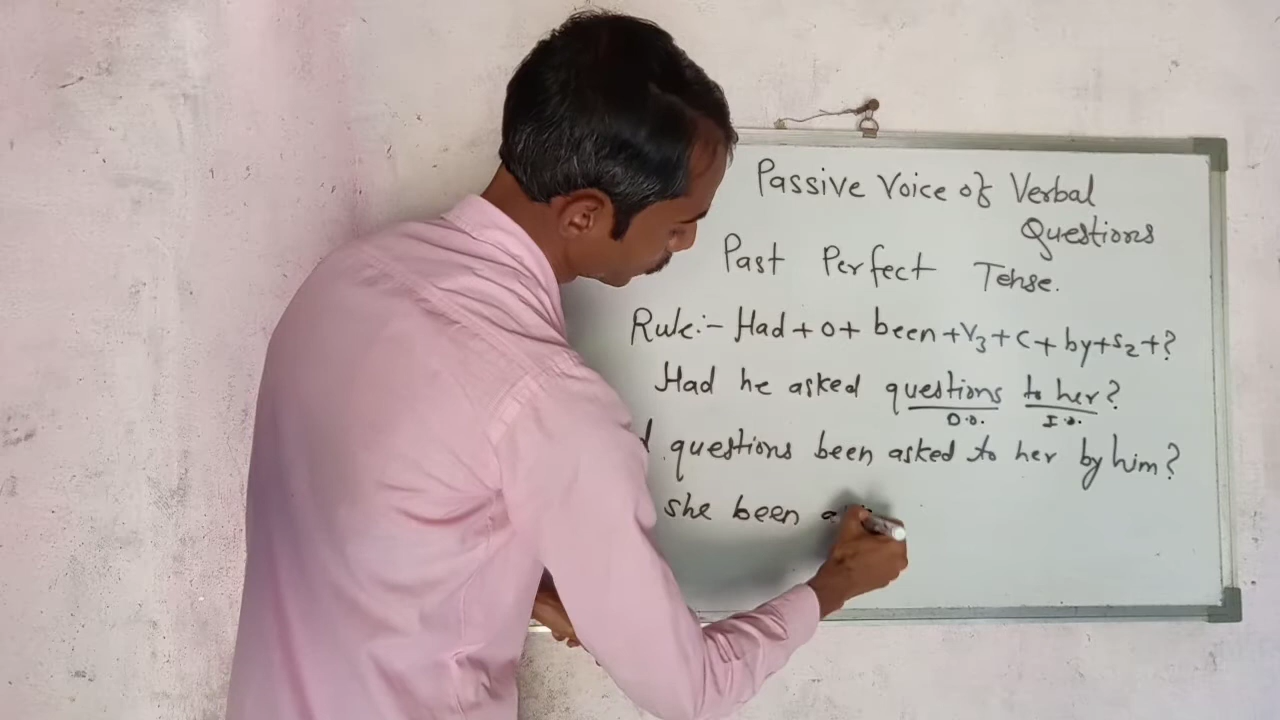 Passive Voice of Verbal
Questions
Past Perfect Tense.
Rule:- Had + o + been + V3 + C + by + S2 + ?
Had he asked questions to her?
D.O. I.O.
questions been asked to her by him?
she been